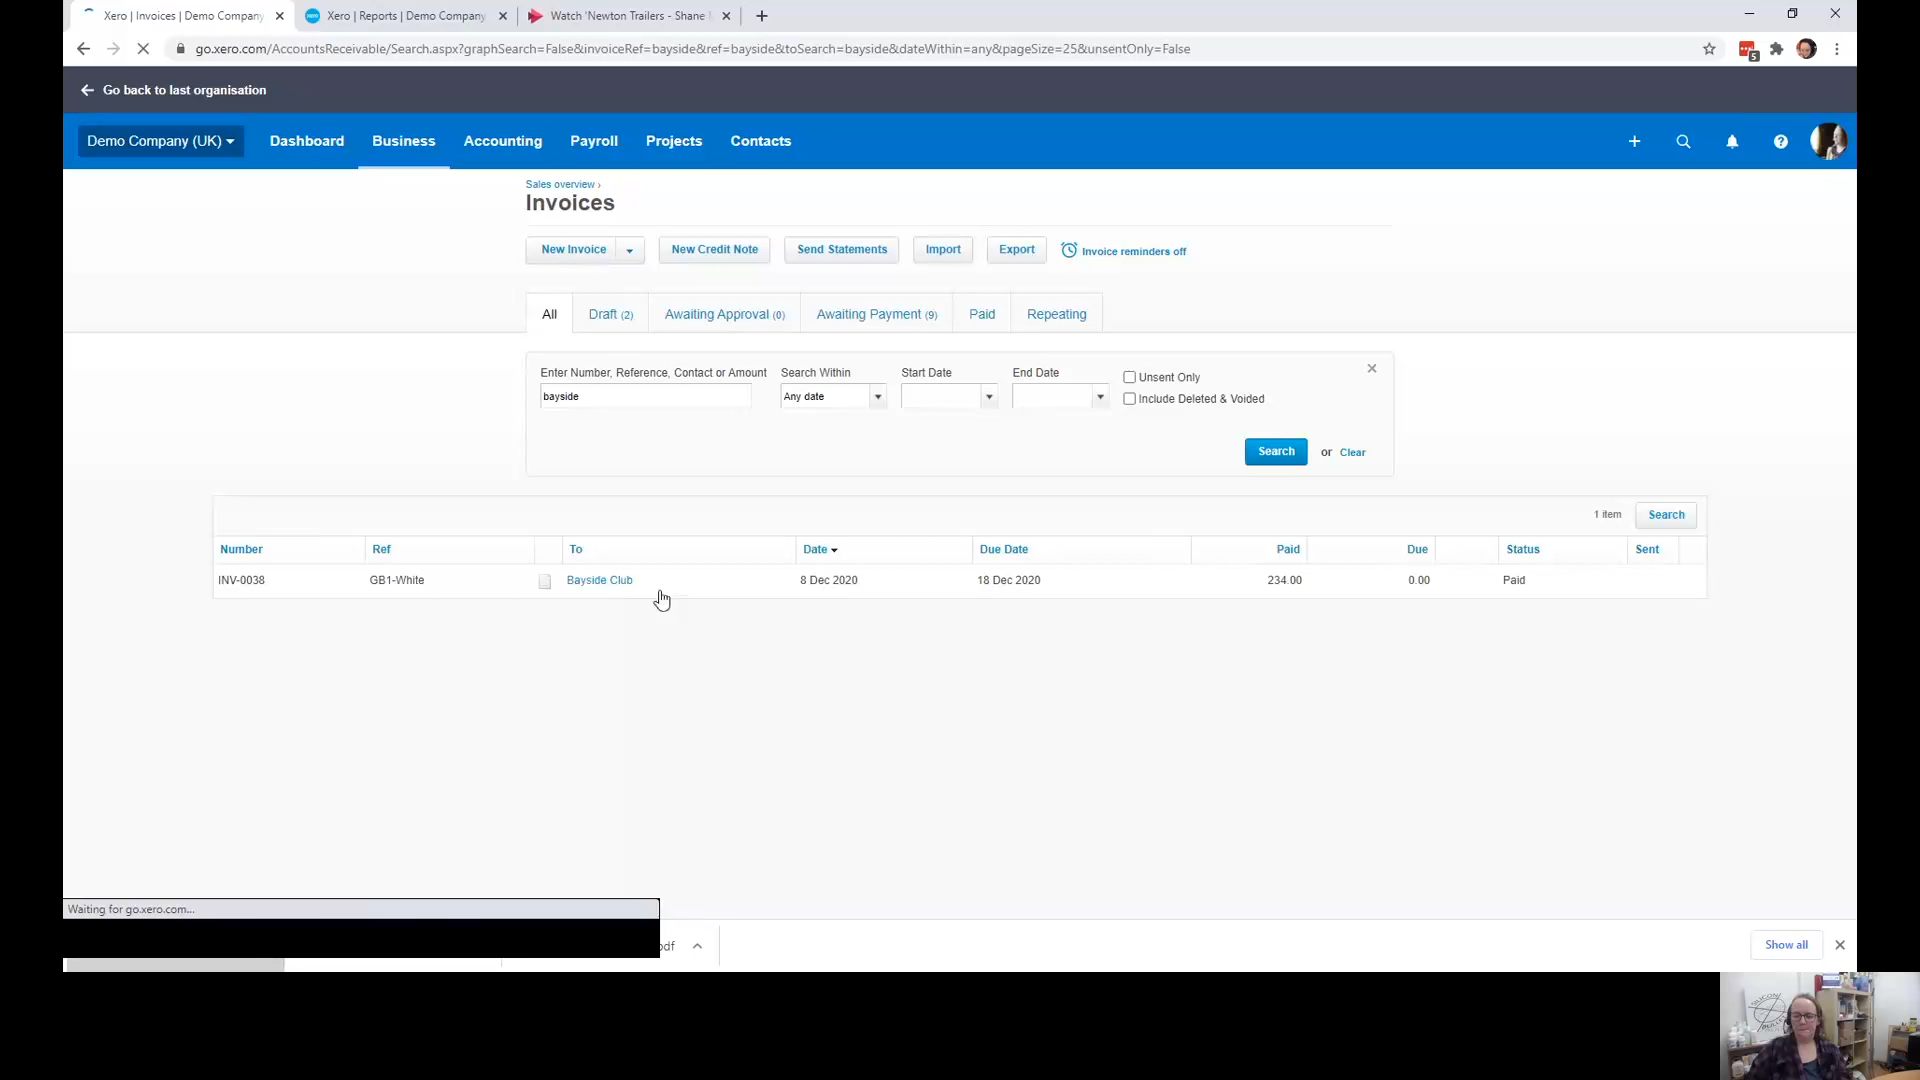 Xero | Invoices | Demo Company
Xero | Reports | Demo Company
Watch 'Newton Trailers - Shane
go.xero.com/AccountsReceivable/Search.aspx?graphSearch=False&invoiceRef=bayside&ref=bayside&toSearch=bayside&dateWithin=any&pageSize=25&unsentOnly=False
5
Go back to last organisation
Demo Company (UK) Dashboard Business Accounting Payroll Projects Contacts
Sales overview ›
Invoices
New Invoice New Credit Note Send Statements Import Export Invoice reminders off
All Draft (2) Awaiting Approval (0) Awaiting Payment (9) Paid Repeating
Enter Number, Reference, Contact or Amount Search Within Start Date End Date Unsent Only
bayside Any date Include Deleted & Voided
Search or Clear
1 item Search
Number Ref To Date Due Date Paid Due Status Sent
INV-0038 GB1-White Bayside Club 8 Dec 2020 18 Dec 2020 234.00 0.00 Paid
Waiting for go.xero.com...
pdf
Show all
SILICON
BULLET